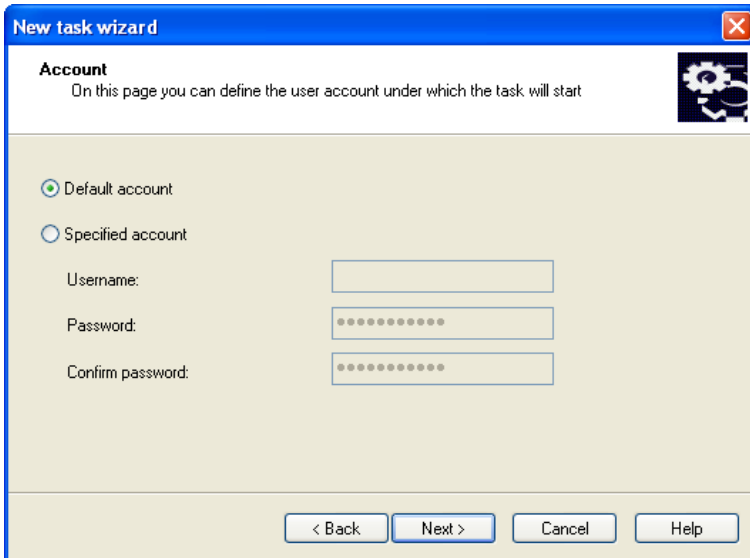 New task wizard
Account
On this page you can define the user account under which the task will start
Default account
Specified account
Username:
Password:
●●●●●●●●●●●
Confirm password:
●●●●●●●●●●●
< Back Next > Cancel Help